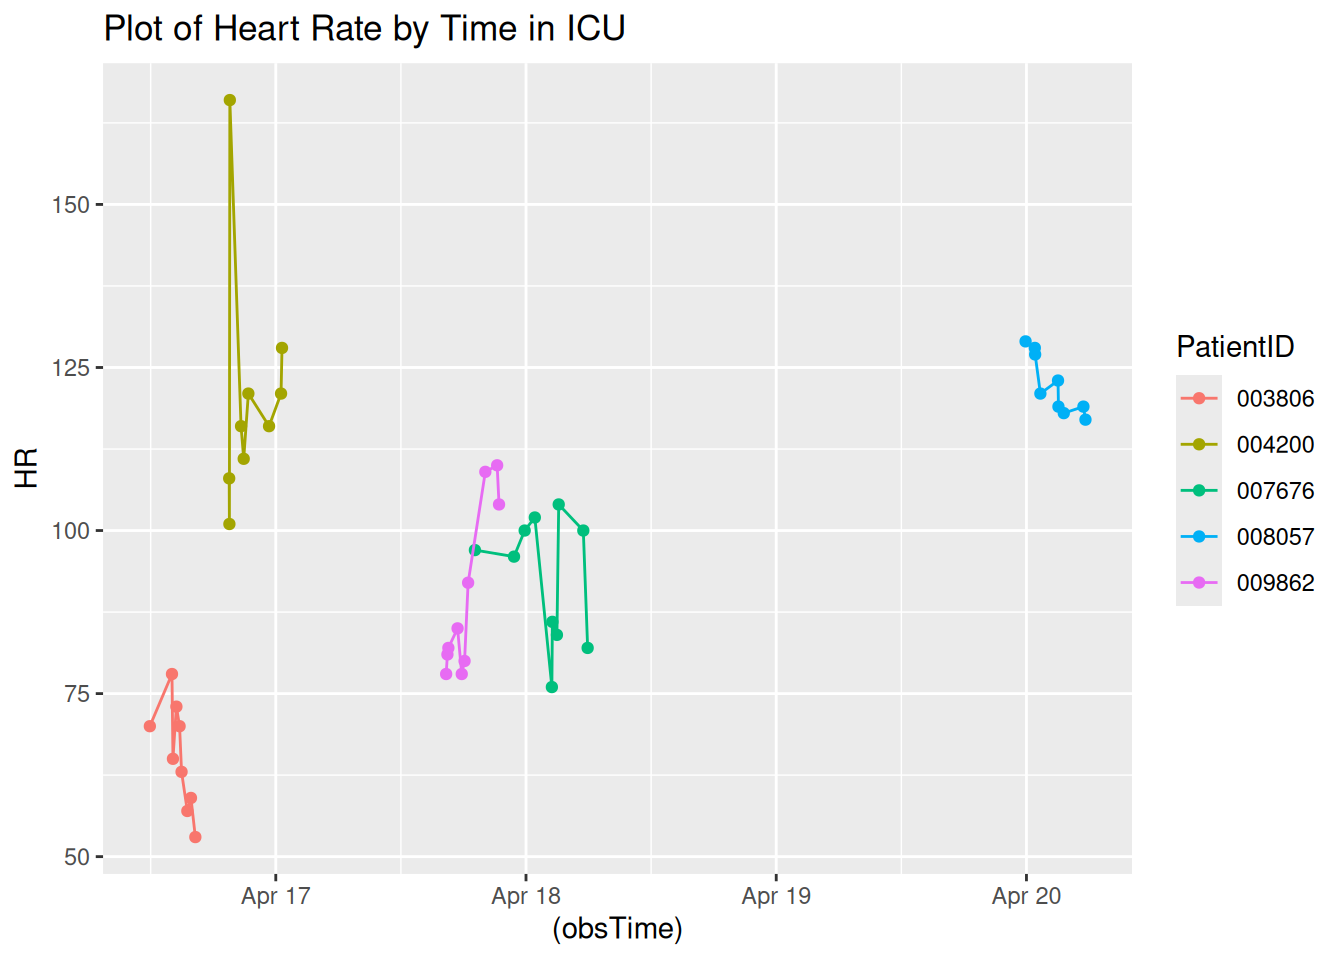 Plot of Heart Rate by Time in ICU
150
125
100
75
50
HR
Apr 17 Apr 18 Apr 19 Apr 20
(obsTime)
PatientID
003806
004200
007676
008057
009862